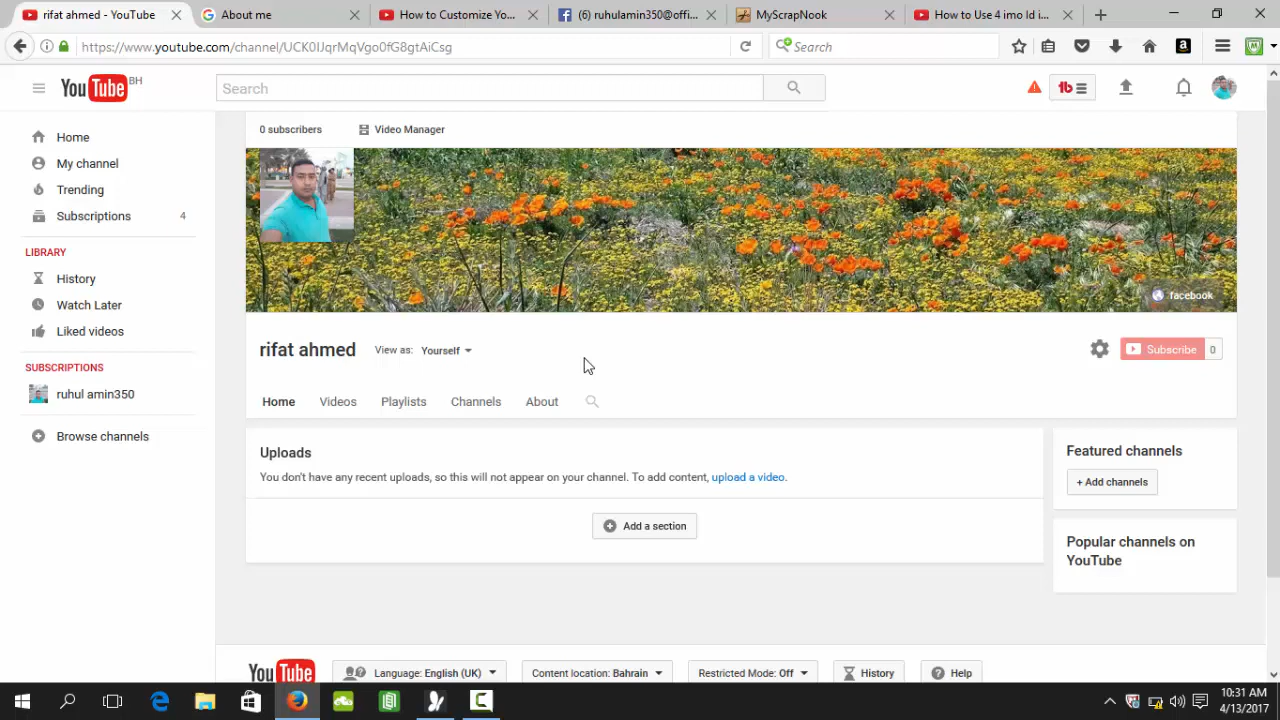 rifat ahmed - YouTube
About me
How to Customize Yo...
(6) ruhulamin350@offi...
MyScrapNook
How to Use 4 imo Id i...
https://www.youtube.com/channel/UCK0IJqrMqVgo0fG8gtAiCsg
Search
YouTube BH
Search
0 subscribers
Video Manager
Home
My channel
Trending
Subscriptions 4
LIBRARY
History
Watch Later
Liked videos
SUBSCRIPTIONS
ruhul amin350
Browse channels
facebook
rifat ahmed
View as: Yourself
Subscribe 0
Home Videos Playlists Channels About
Uploads
You don't have any recent uploads, so this will not appear on your channel. To add content, upload a video.
Add a section
Featured channels
+ Add channels
Popular channels on
YouTube
YouTube
Language: English (UK)
Content location: Bahrain
Restricted Mode: Off
History
Help
10:31 AM
4/13/2017